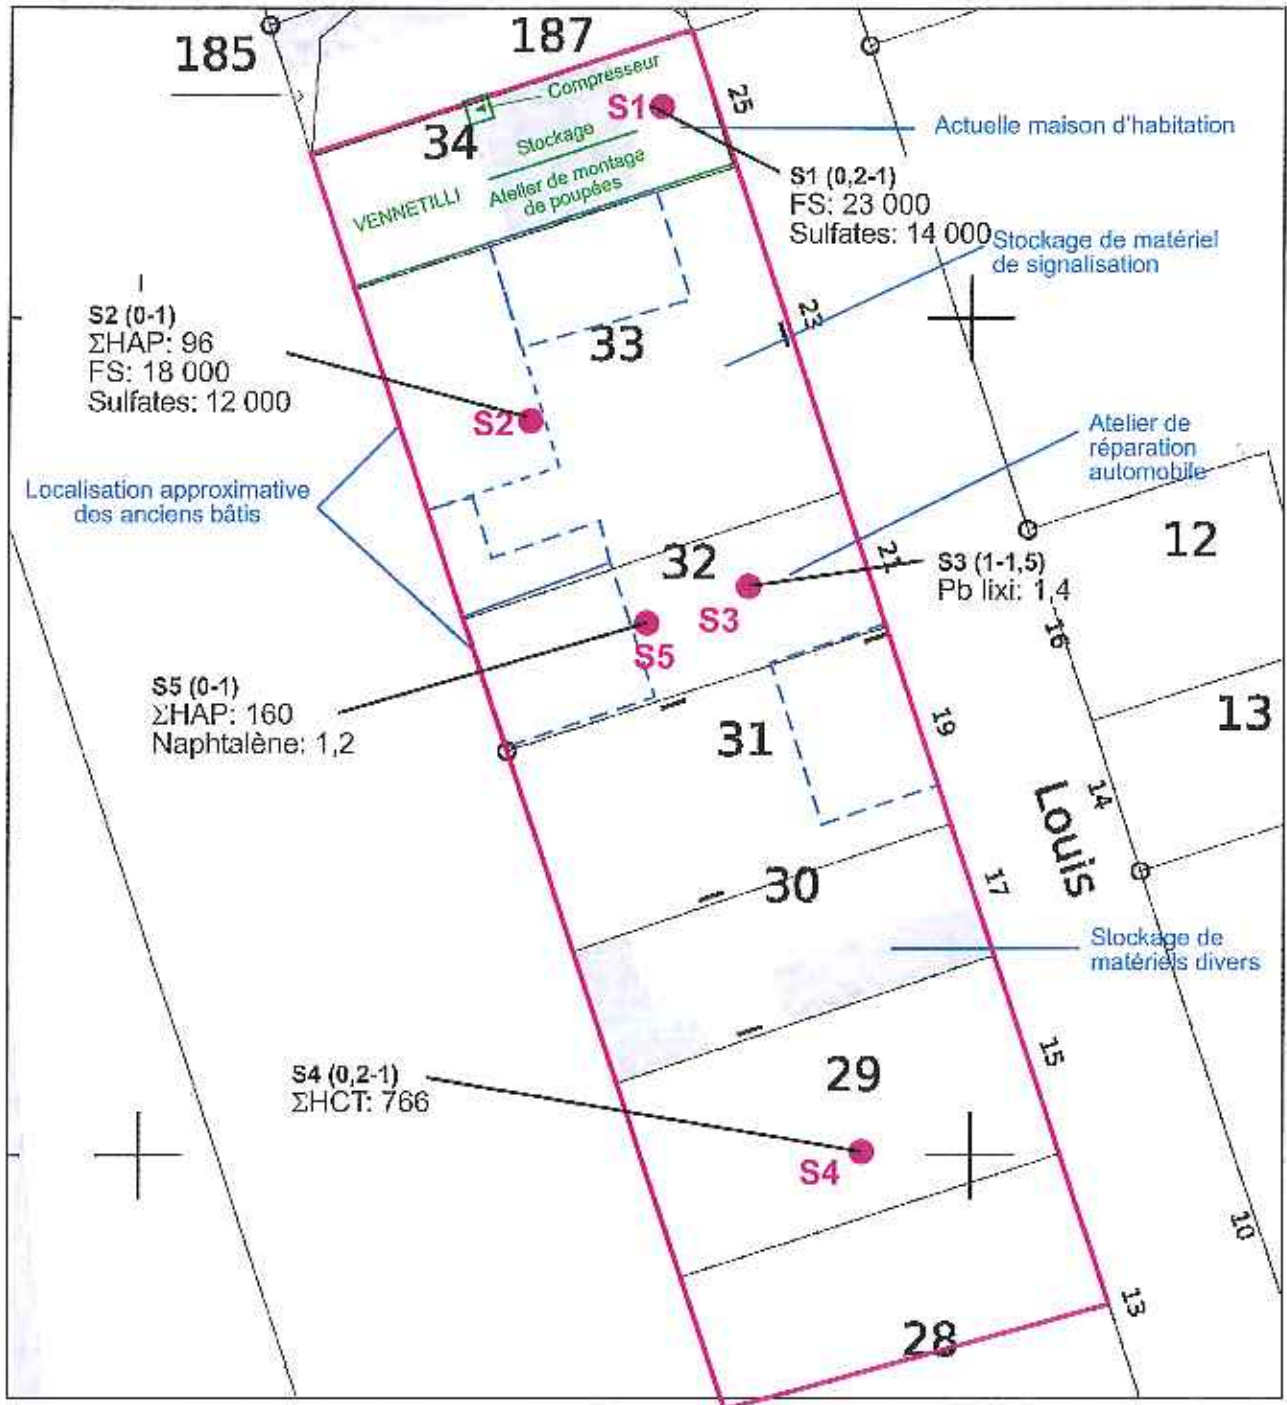 187
185
Compresseur
25
S1
34
Stockage
Actuelle maison d'habitation
Atelier de montage
de poupées
S1 (0,2-1)
FS: 23 000
Sulfates: 14 000
VENNETILLI
Stockage de matériel
de signalisation
S2 (0-1)
ΣHAP: 96
FS: 18 000
Sulfates: 12 000
23
33
S2
Atelier de
réparation
automobile
Localisation approximative
des anciens bâtis
12
32
21
S3 (1-1,5)
Pb lixi: 1,4
S3
16
S5
S5 (0-1)
ΣHAP: 160
Naphtalène: 1,2
13
19
31
14
Louis
30
17
Stockage de
matériels divers
15
29
S4 (0,2-1)
ΣHCT: 766
S4
10
13
28